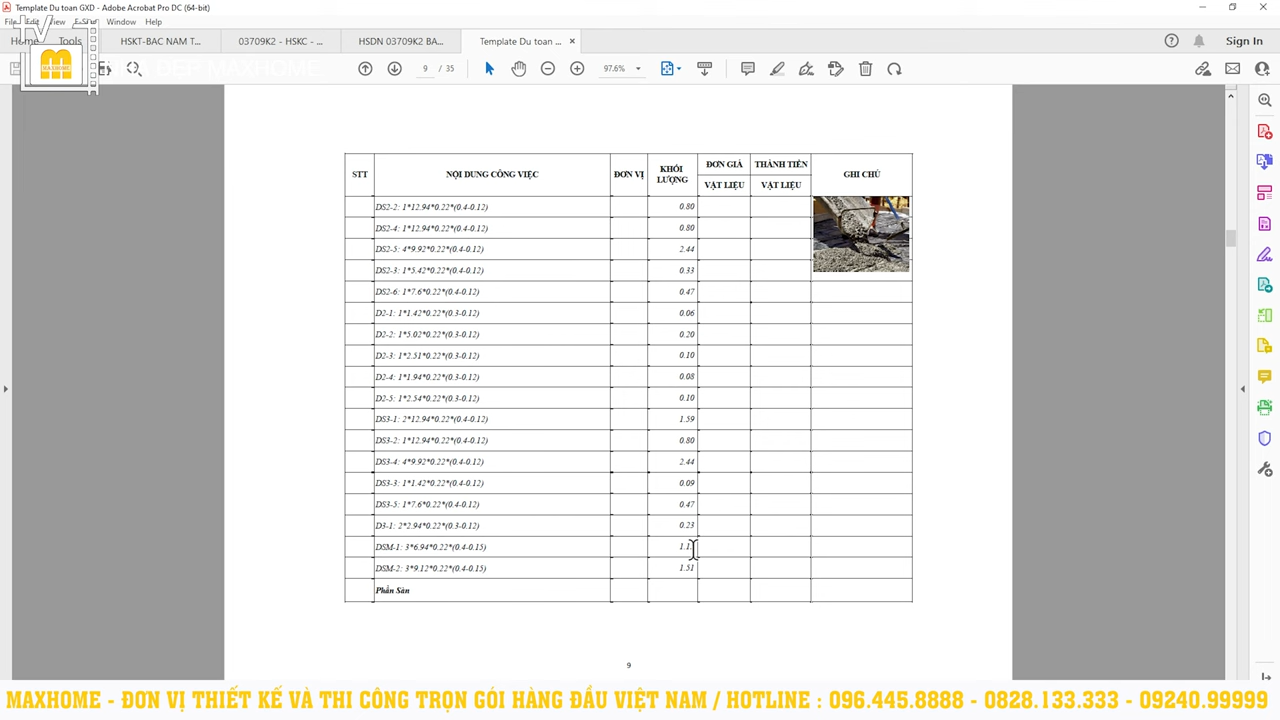 Template Du toan GXD - Adobe Acrobat Pro DC (64-bit)
File Edit View E-Sign Window Help
TV
Home Tools HSKT-BAC NAM T... 03709K2 - HSKC - ... HSDN 03709K2 BA... Template Du toan ... × Sign In
MAXHOME
NHÀ ĐẸP MAXHOME
9 / 35 97.6%
STT NỘI DUNG CÔNG VIỆC ĐƠN VỊ KHỐI LƯỢNG ĐƠN GIÁ THÀNH TIỀN GHI CHÚ
VẬT LIỆU VẬT LIỆU
DS2-2: 1*12.94*0.22*(0.4-0.12) 0.80
DS2-4: 1*12.94*0.22*(0.4-0.12) 0.80
DS2-5: 4*9.92*0.22*(0.4-0.12) 2.44
DS2-3: 1*5.42*0.22*(0.4-0.12) 0.33
DS2-6: 1*7.6*0.22*(0.4-0.12) 0.47
D2-1: 1*1.42*0.22*(0.3-0.12) 0.06
D2-2: 1*5.02*0.22*(0.3-0.12) 0.20
D2-3: 1*2.51*0.22*(0.3-0.12) 0.10
D2-4: 1*1.94*0.22*(0.3-0.12) 0.08
D2-5: 1*2.54*0.22*(0.3-0.12) 0.10
DS3-1: 2*12.94*0.22*(0.4-0.12) 1.59
DS3-2: 1*12.94*0.22*(0.4-0.12) 0.80
DS3-4: 4*9.92*0.22*(0.4-0.12) 2.44
DS3-3: 1*1.42*0.22*(0.4-0.12) 0.09
DS3-5: 1*7.6*0.22*(0.4-0.12) 0.47
D3-1: 2*2.94*0.22*(0.3-0.12) 0.23
DSM-1: 3*6.94*0.22*(0.4-0.15)
DSM-2: 3*9.12*0.22*(0.4-0.15) 1.51
Phần Sàn
9
MAXHOME - ĐƠN VỊ THIẾT KẾ VÀ THI CÔNG TRỌN GÓI HÀNG ĐẦU VIỆT NAM / HOTLINE : 096.445.8888 - 0828.133.333 - 09240.99999